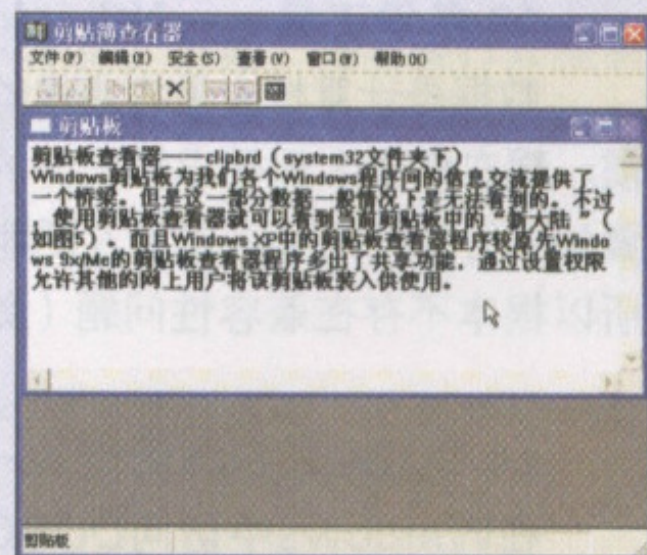 剪贴簿查看器
文件(F) 编辑(E) 安全(S) 查看(V) 窗口(W) 帮助(H)
剪贴板
剪贴板查看器——clipbrd（system32文件夹下）
Windows剪贴板为我们各个Windows程序间的信息交流提供了
一个桥梁。但是这一部分数据一般情况下是无法看到的。不过
，使用剪贴板查看器就可以看到当前剪贴板中的“新大陆”（
如图5）。而且Windows XP中的剪贴板查看器程序较原先Windo
ws 9x/Me的剪贴板查看器程序多出了共享功能，通过设置权限
允许其他的网上用户将该剪贴板装入供使用。
剪贴板